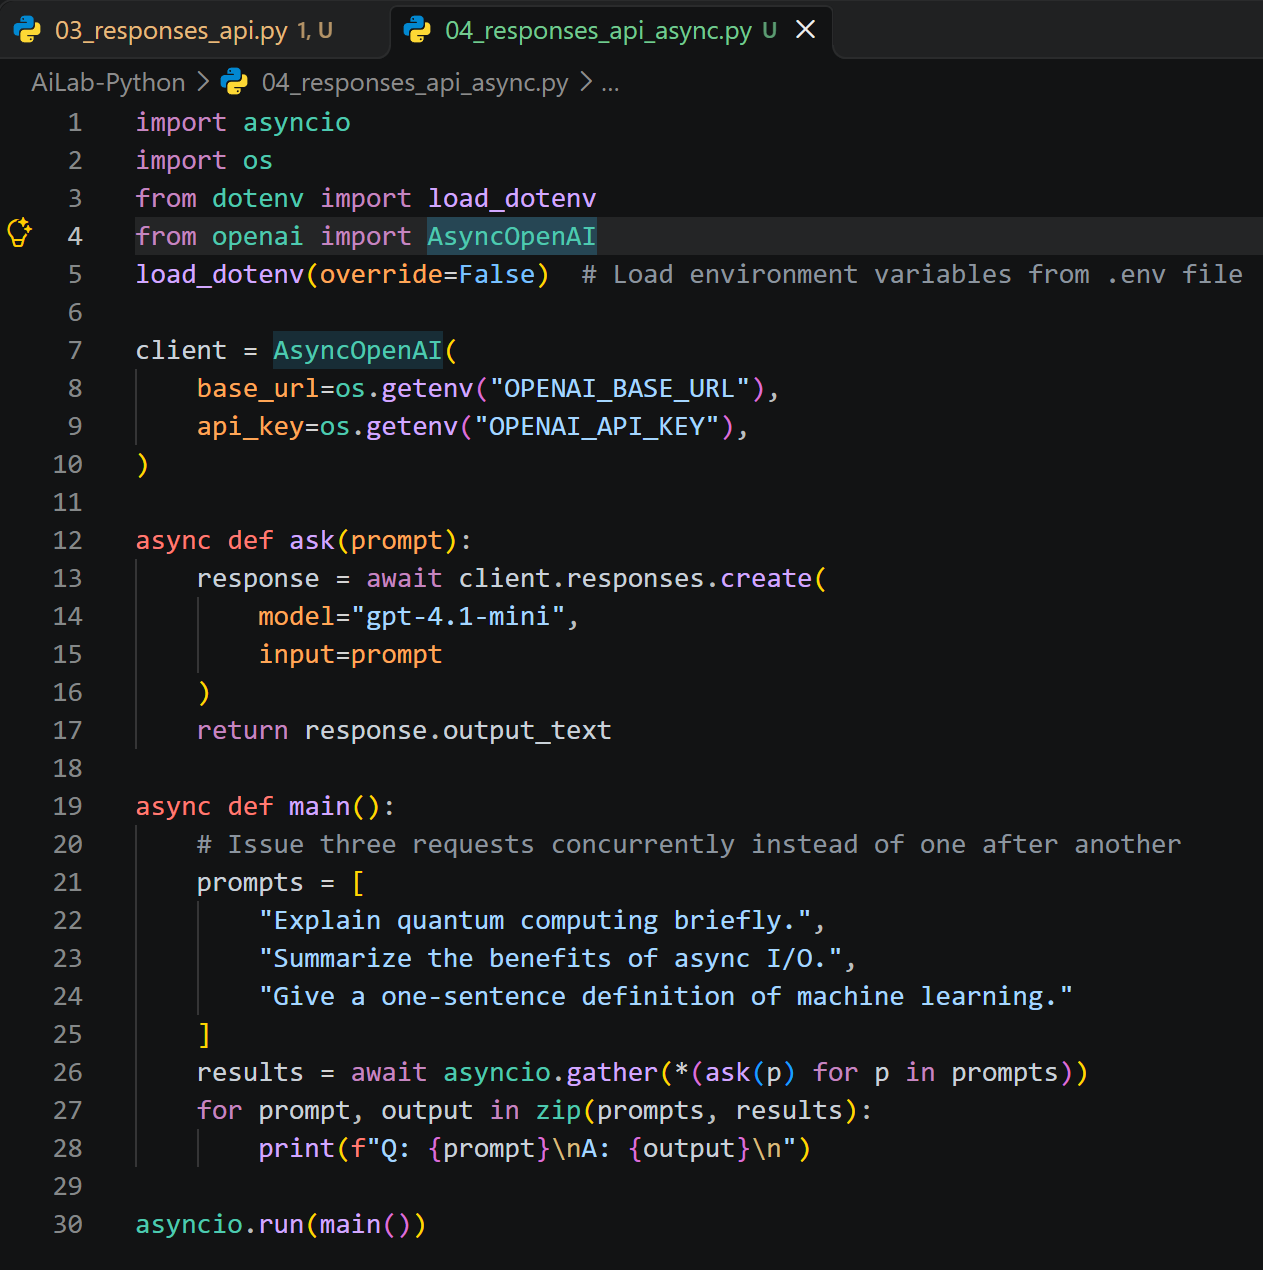 03_responses_api.py 1, U
04_responses_api_async.py U
AiLab-Python > 04_responses_api_async.py > ...
1 import asyncio
2 import os
3 from dotenv import load_dotenv
4 from openai import AsyncOpenAI
5 load_dotenv(override=False)  # Load environment variables from .env file
6
7 client = AsyncOpenAI(
8     base_url=os.getenv("OPENAI_BASE_URL"),
9     api_key=os.getenv("OPENAI_API_KEY"),
10 )
11
12 async def ask(prompt):
13     response = await client.responses.create(
14         model="gpt-4.1-mini",
15         input=prompt
16     )
17     return response.output_text
18
19 async def main():
20     # Issue three requests concurrently instead of one after another
21     prompts = [
22         "Explain quantum computing briefly.",
23         "Summarize the benefits of async I/O.",
24         "Give a one-sentence definition of machine learning."
25     ]
26     results = await asyncio.gather(*(ask(p) for p in prompts))
27     for prompt, output in zip(prompts, results):
28         print(f"Q: {prompt}\nA: {output}\n")
29
30 asyncio.run(main())